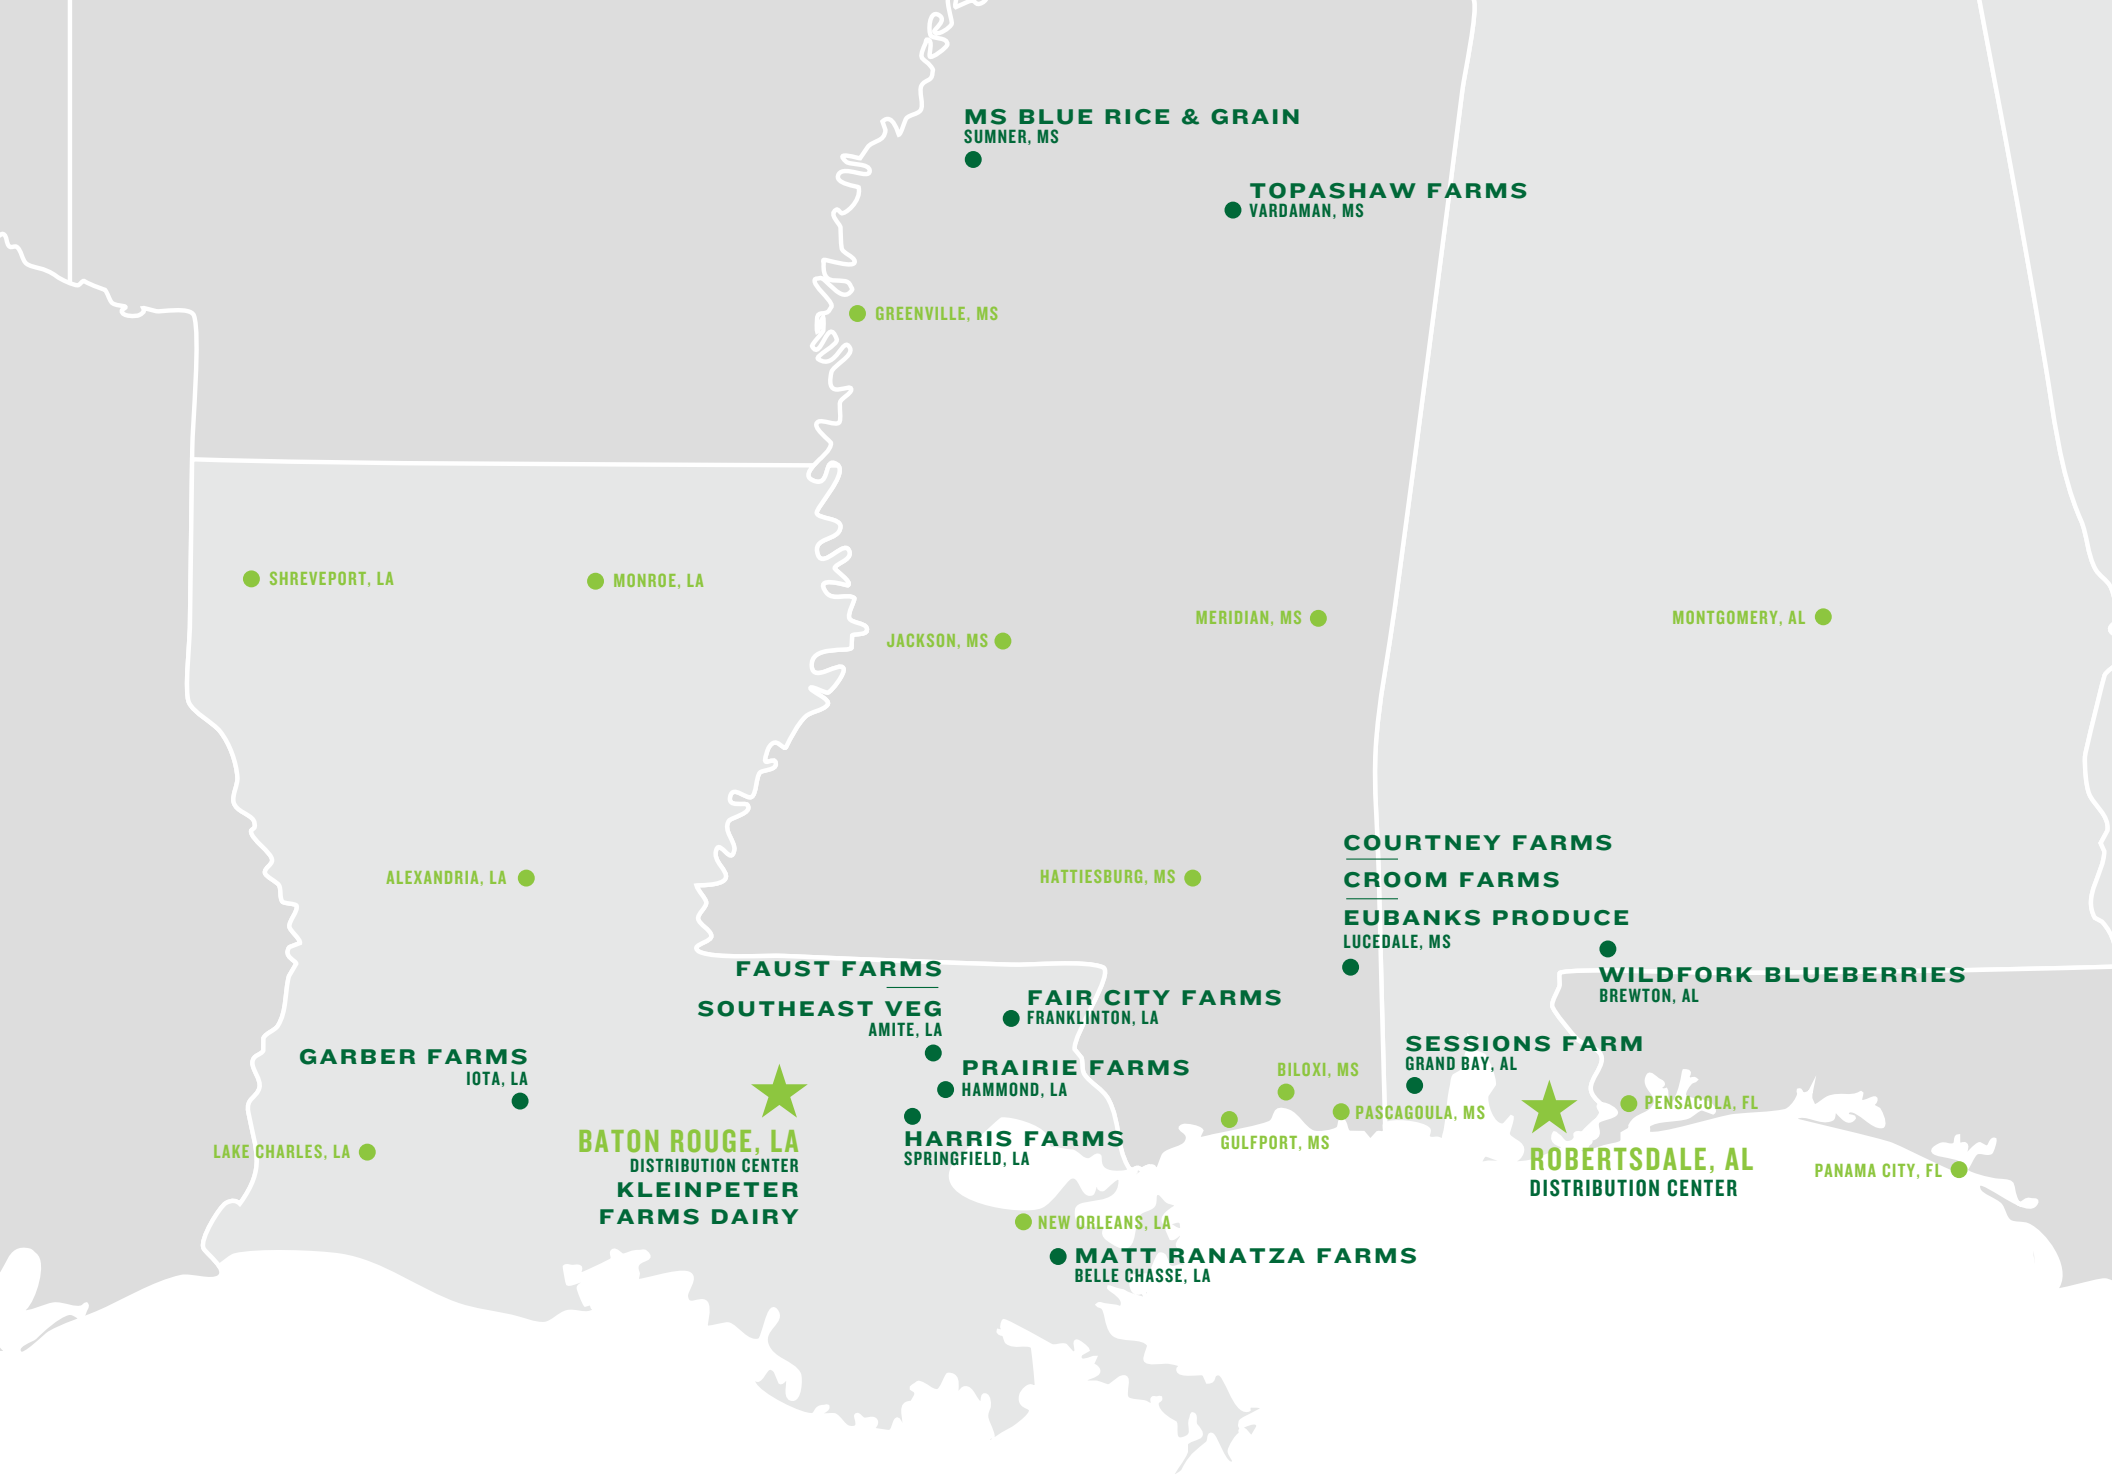 MS BLUE RICE & GRAIN
SUMNER, MS
TOPASHAW FARMS
VARDAMAN, MS
GREENVILLE, MS
SHREVEPORT, LA
MONROE, LA
JACKSON, MS
MERIDIAN, MS
MONTGOMERY, AL
ALEXANDRIA, LA
HATTIESBURG, MS
COURTNEY FARMS
CROOM FARMS
EUBANKS PRODUCE
LUCEDALE, MS
WILDFORK BLUEBERRIES
BREWTON, AL
FAUST FARMS
SOUTHEAST VEG
AMITE, LA
FAIR CITY FARMS
FRANKLINTON, LA
GARBER FARMS
IOTA, LA
PRAIRIE FARMS
HAMMOND, LA
SESSIONS FARM
GRAND BAY, AL
BILOXI, MS
PASCAGOULA, MS
GULFPORT, MS
PENSACOLA, FL
LAKE CHARLES, LA
BATON ROUGE, LA
DISTRIBUTION CENTER
KLEINPETER
FARMS DAIRY
HARRIS FARMS
SPRINGFIELD, LA
ROBERTSDALE, AL
DISTRIBUTION CENTER
PANAMA CITY, FL
NEW ORLEANS, LA
MATT RANATZA FARMS
BELLE CHASSE, LA